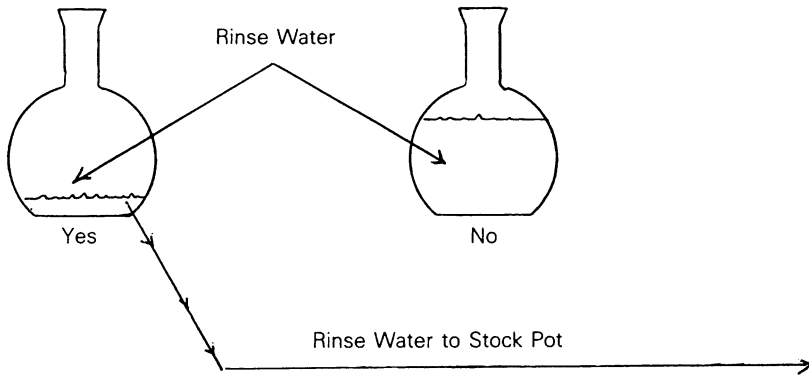 Rinse Water
Yes
No
Rinse Water to Stock Pot